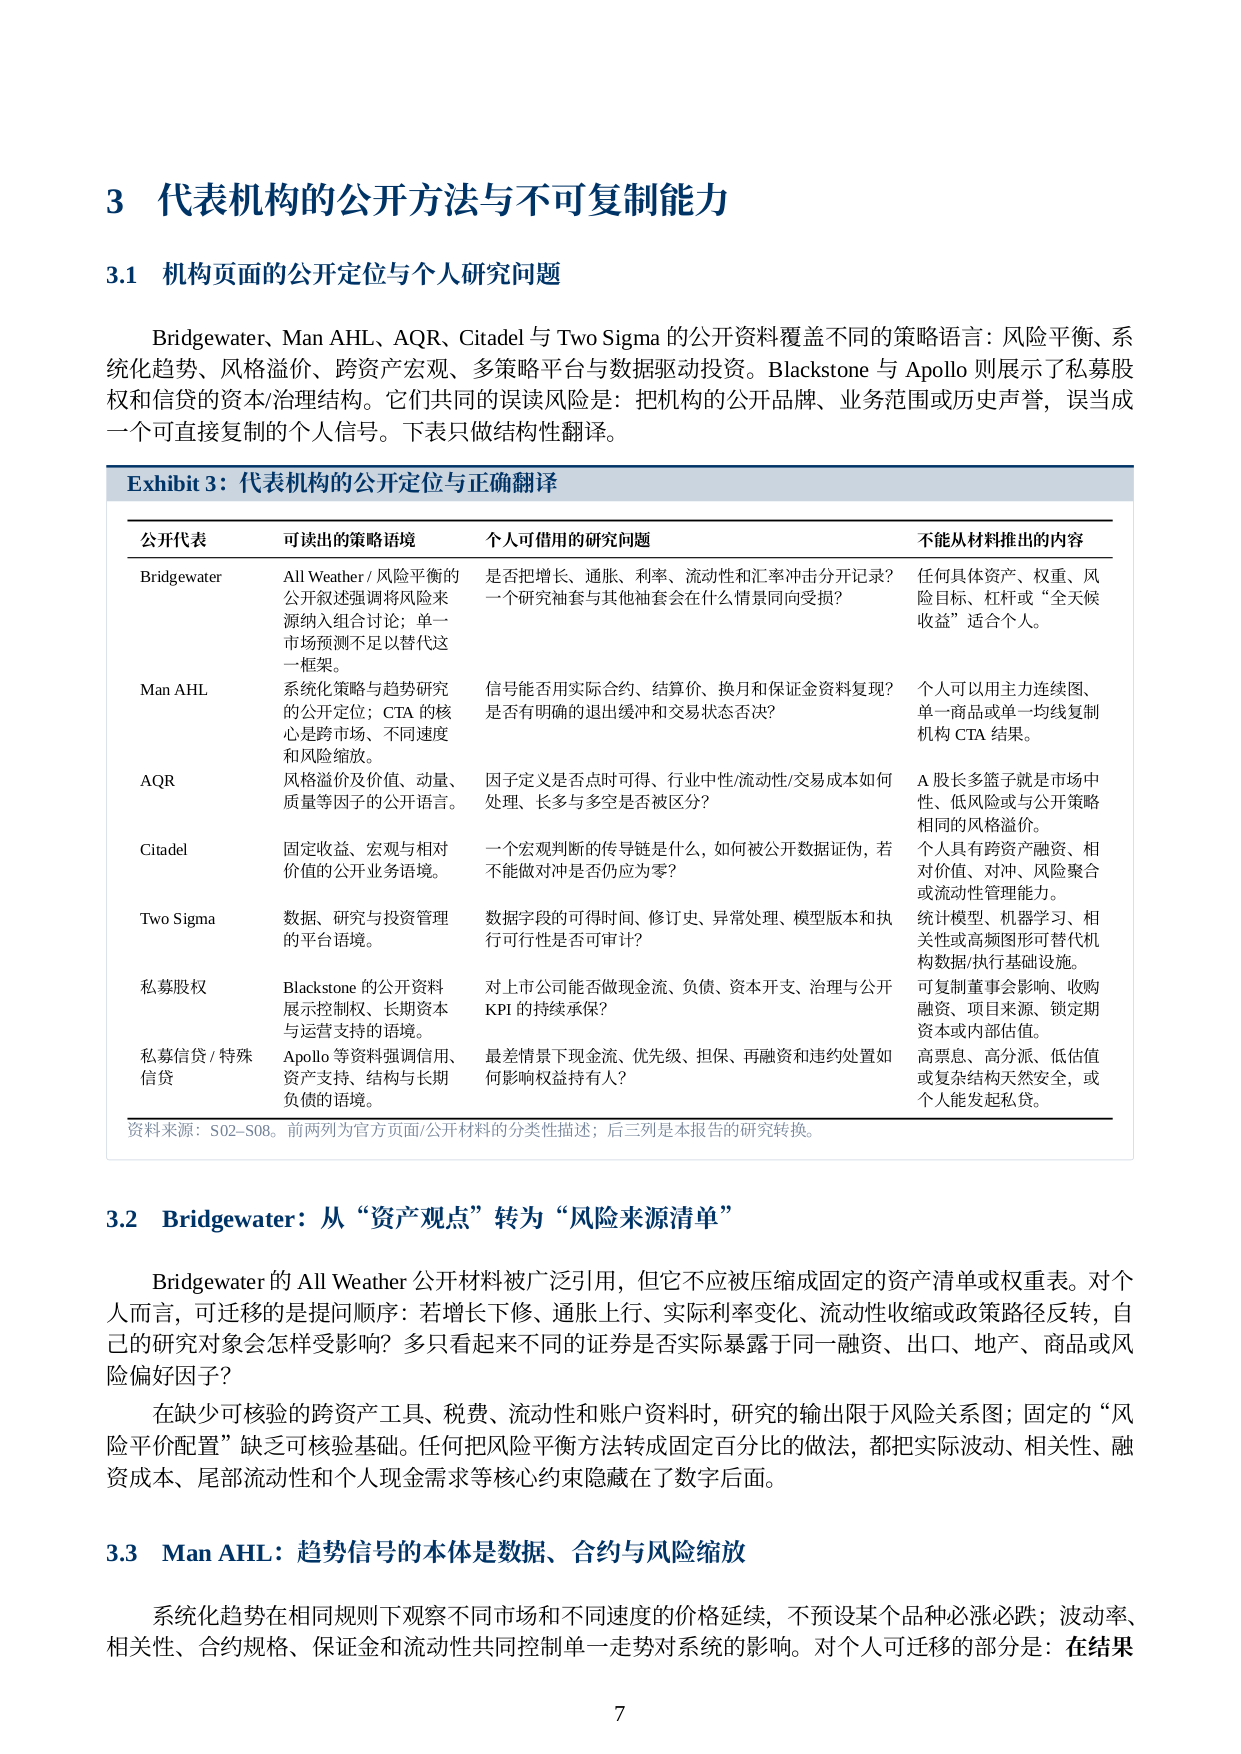 3 代表机构的公开方法与不可复制能力
3.1 机构页面的公开定位与个人研究问题
Bridgewater、Man AHL、AQR、Citadel 与 Two Sigma 的公开资料覆盖不同的策略语言：风险平衡、系
统化趋势、风格溢价、跨资产宏观、多策略平台与数据驱动投资。Blackstone 与 Apollo 则展示了私募股
权和信贷的资本/治理结构。它们共同的误读风险是：把机构的公开品牌、业务范围或历史声誉，误当成
一个可直接复制的个人信号。下表只做结构性翻译。
Exhibit 3：代表机构的公开定位与正确翻译
公开代表 可读出的策略语境 个人可借用的研究问题 不能从材料推出的内容
Bridgewater All Weather / 风险平衡的 是否把增长、通胀、利率、流动性和汇率冲击分开记录？ 任何具体资产、权重、风
公开叙述强调将风险来 一个研究袖套与其他袖套会在什么情景同向受损？ 险目标、杠杆或“全天候
源纳入组合讨论；单一 收益”适合个人。
市场预测不足以替代这
一框架。
Man AHL 系统化策略与趋势研究 信号能否用实际合约、结算价、换月和保证金资料复现？ 个人可以用主力连续图、
的公开定位；CTA 的核 是否有明确的退出缓冲和交易状态否决？ 单一商品或单一均线复制
心是跨市场、不同速度 机构 CTA 结果。
和风险缩放。
AQR 风格溢价及价值、动量、 因子定义是否点时可得、行业中性/流动性/交易成本如何 A 股长多篮子就是市场中
质量等因子的公开语言。 处理、长多与多空是否被区分？ 性、低风险或与公开策略
相同的风格溢价。
Citadel 固定收益、宏观与相对 一个宏观判断的传导链是什么，如何被公开数据证伪，若 个人具有跨资产融资、相
价值的公开业务语境。 不能做对冲是否仍应为零？ 对价值、对冲、风险聚合
或流动性管理能力。
Two Sigma 数据、研究与投资管理 数据字段的可得时间、修订史、异常处理、模型版本和执 统计模型、机器学习、相
的平台语境。 行可行性是否可审计？ 关性或高频图形可替代机
构数据/执行基础设施。
私募股权 Blackstone 的公开资料 对上市公司能否做现金流、负债、资本开支、治理与公开 可复制董事会影响、收购
展示控制权、长期资本 KPI 的持续承保？ 融资、项目来源、锁定期
与运营支持的语境。 资本或内部估值。
私募信贷 / 特殊 Apollo 等资料强调信用、 最差情景下现金流、优先级、担保、再融资和违约处置如 高票息、高分派、低估值
信贷 资产支持、结构与长期 何影响权益持有人？ 或复杂结构天然安全，或
负债的语境。 个人能发起私贷。
资料来源：S02–S08。前两列为官方页面/公开材料的分类性描述；后三列是本报告的研究转换。
3.2 Bridgewater：从“资产观点”转为“风险来源清单”
Bridgewater 的 All Weather 公开材料被广泛引用，但它不应被压缩成固定的资产清单或权重表。对个
人而言，可迁移的是提问顺序：若增长下修、通胀上行、实际利率变化、流动性收缩或政策路径反转，自
己的研究对象会怎样受影响？多只看起来不同的证券是否实际暴露于同一融资、出口、地产、商品或风
险偏好因子？
在缺少可核验的跨资产工具、税费、流动性和账户资料时，研究的输出限于风险关系图；固定的“风
险平价配置”缺乏可核验基础。任何把风险平衡方法转成固定百分比的做法，都把实际波动、相关性、融
资成本、尾部流动性和个人现金需求等核心约束隐藏在了数字后面。
3.3 Man AHL：趋势信号的本体是数据、合约与风险缩放
系统化趋势在相同规则下观察不同市场和不同速度的价格延续，不预设某个品种必涨必跌；波动率、
相关性、合约规格、保证金和流动性共同控制单一走势对系统的影响。对个人可迁移的部分是：在结果
7